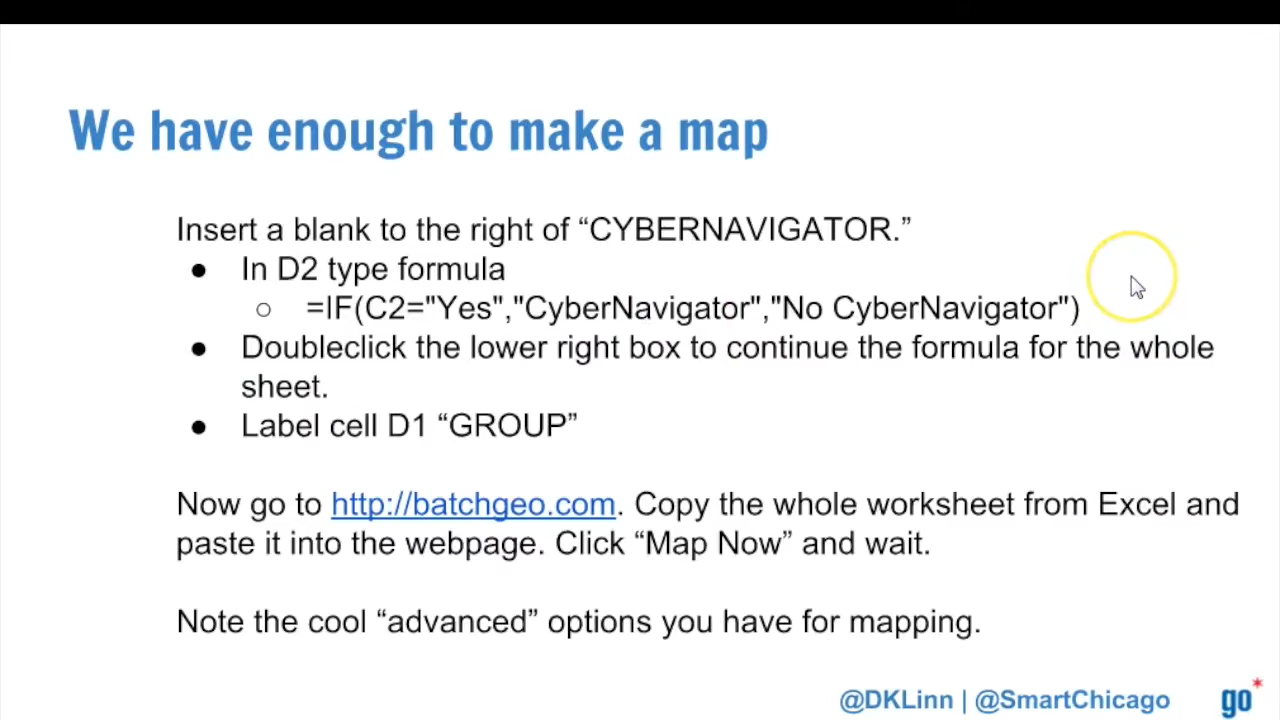 We have enough to make a map
Insert a blank to the right of “CYBERNAVIGATOR.”
● In D2 type formula
○ =IF(C2="Yes","CyberNavigator","No CyberNavigator")
● Doubleclick the lower right box to continue the formula for the whole
sheet.
● Label cell D1 “GROUP”
Now go to http://batchgeo.com. Copy the whole worksheet from Excel and
paste it into the webpage. Click “Map Now” and wait.
Note the cool “advanced” options you have for mapping.
@DKLinn | @SmartChicago
go*